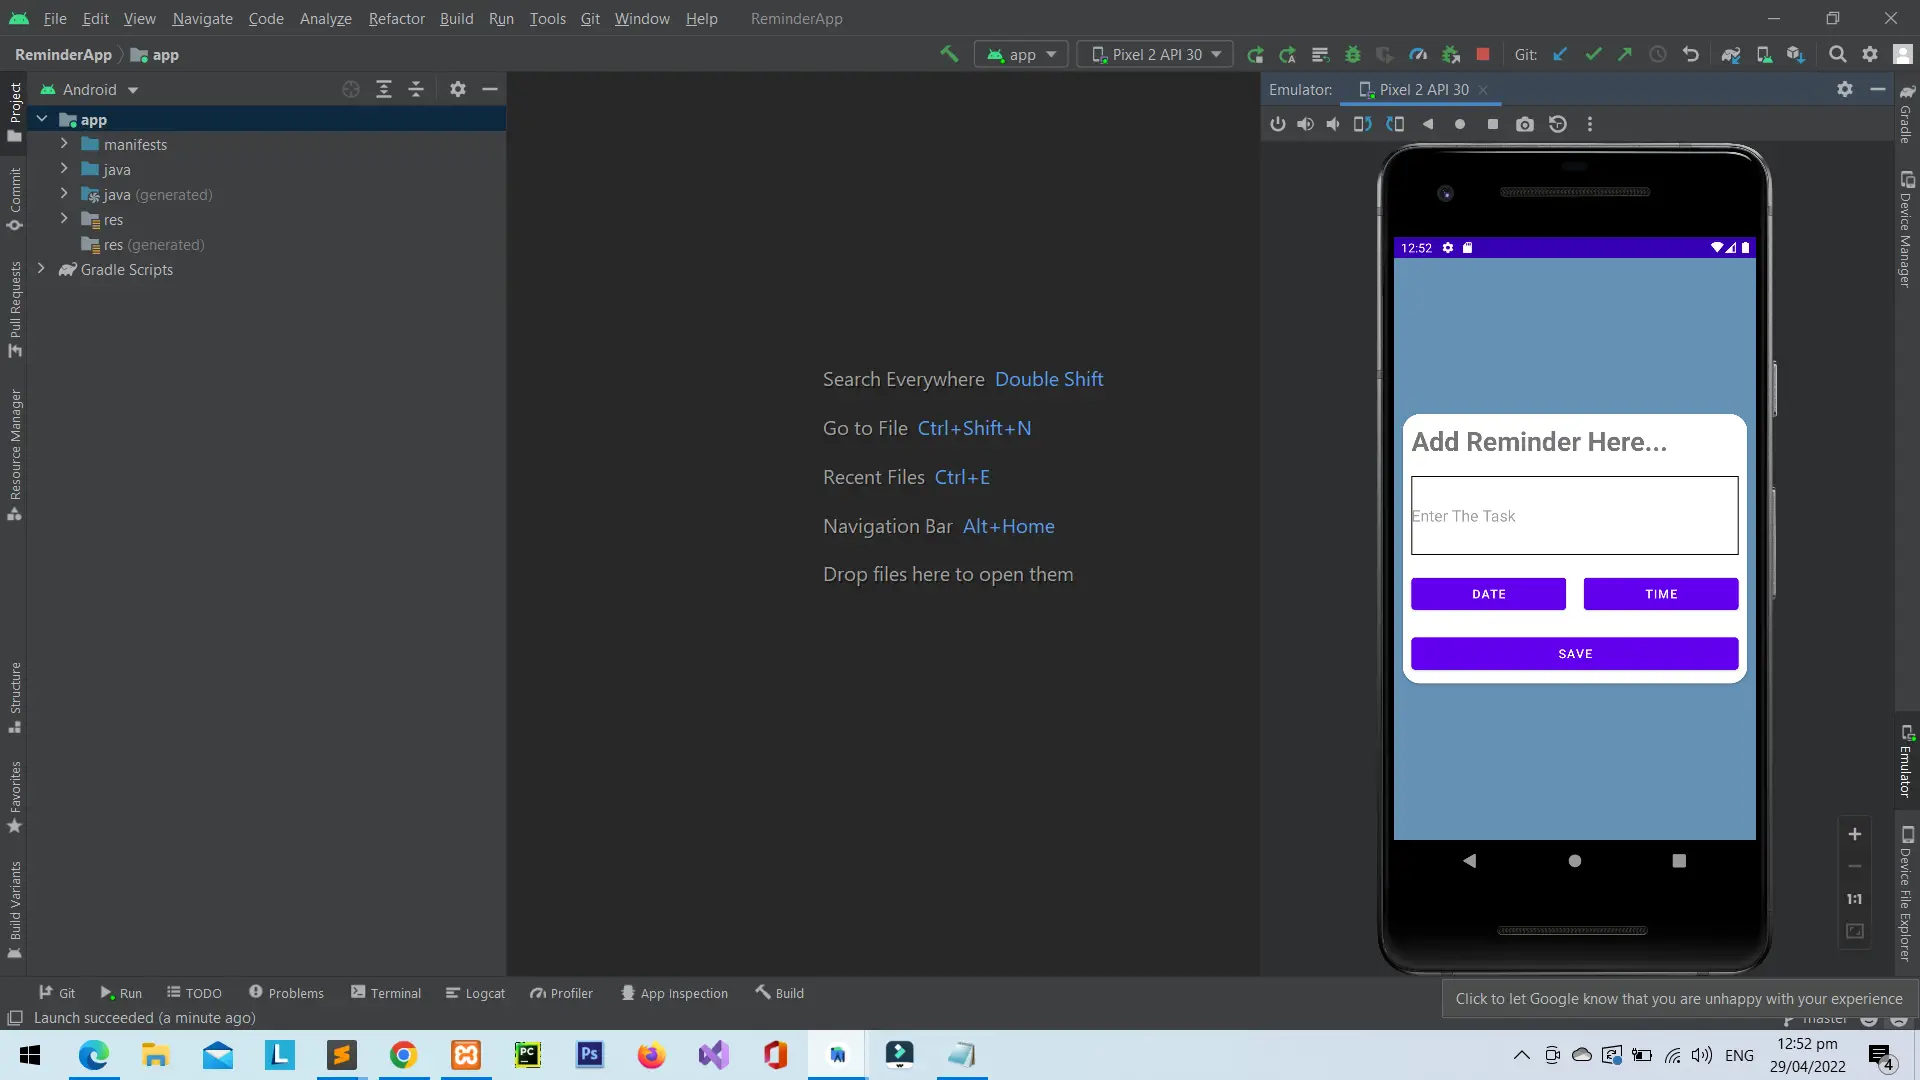 File Edit View Navigate Code Analyze Refactor Build Run Tools Git Window Help ReminderApp
ReminderApp app
app Pixel 2 API 30 Git:
Android
Emulator: Pixel 2 API 30
app
manifests
java
java (generated)
res
res (generated)
Gradle Scripts
Project
Commit
Pull Requests
Resource Manager
Structure
Favorites
Build Variants
Search Everywhere Double Shift
Go to File Ctrl+Shift+N
Recent Files Ctrl+E
Navigation Bar Alt+Home
Drop files here to open them
12:52
Add Reminder Here...
Enter The Task
DATE TIME
SAVE
1:1
Gradle
Device Manager
Emulator
Device File Explorer
Git Run TODO Problems Terminal Logcat Profiler App Inspection Build
Click to let Google know that you are unhappy with your experience
Launch succeeded (a minute ago)
master
L PC Ps
ENG
12:52 pm
29/04/2022
4